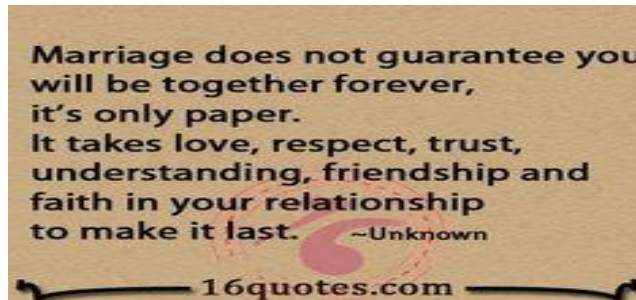 Marriage does not guarantee you
will be together forever,
it's only paper.
It takes love, respect, trust,
understanding, friendship and
faith in your relationship
to make it last. ~Unknown
16quotes.com